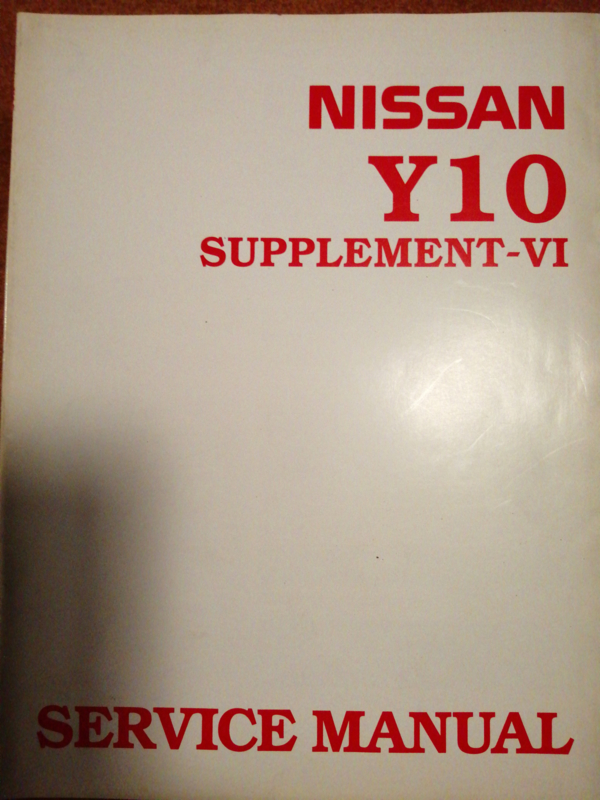 NISSAN
Y10
SUPPLEMENT-VI
SERVICE MANUAL